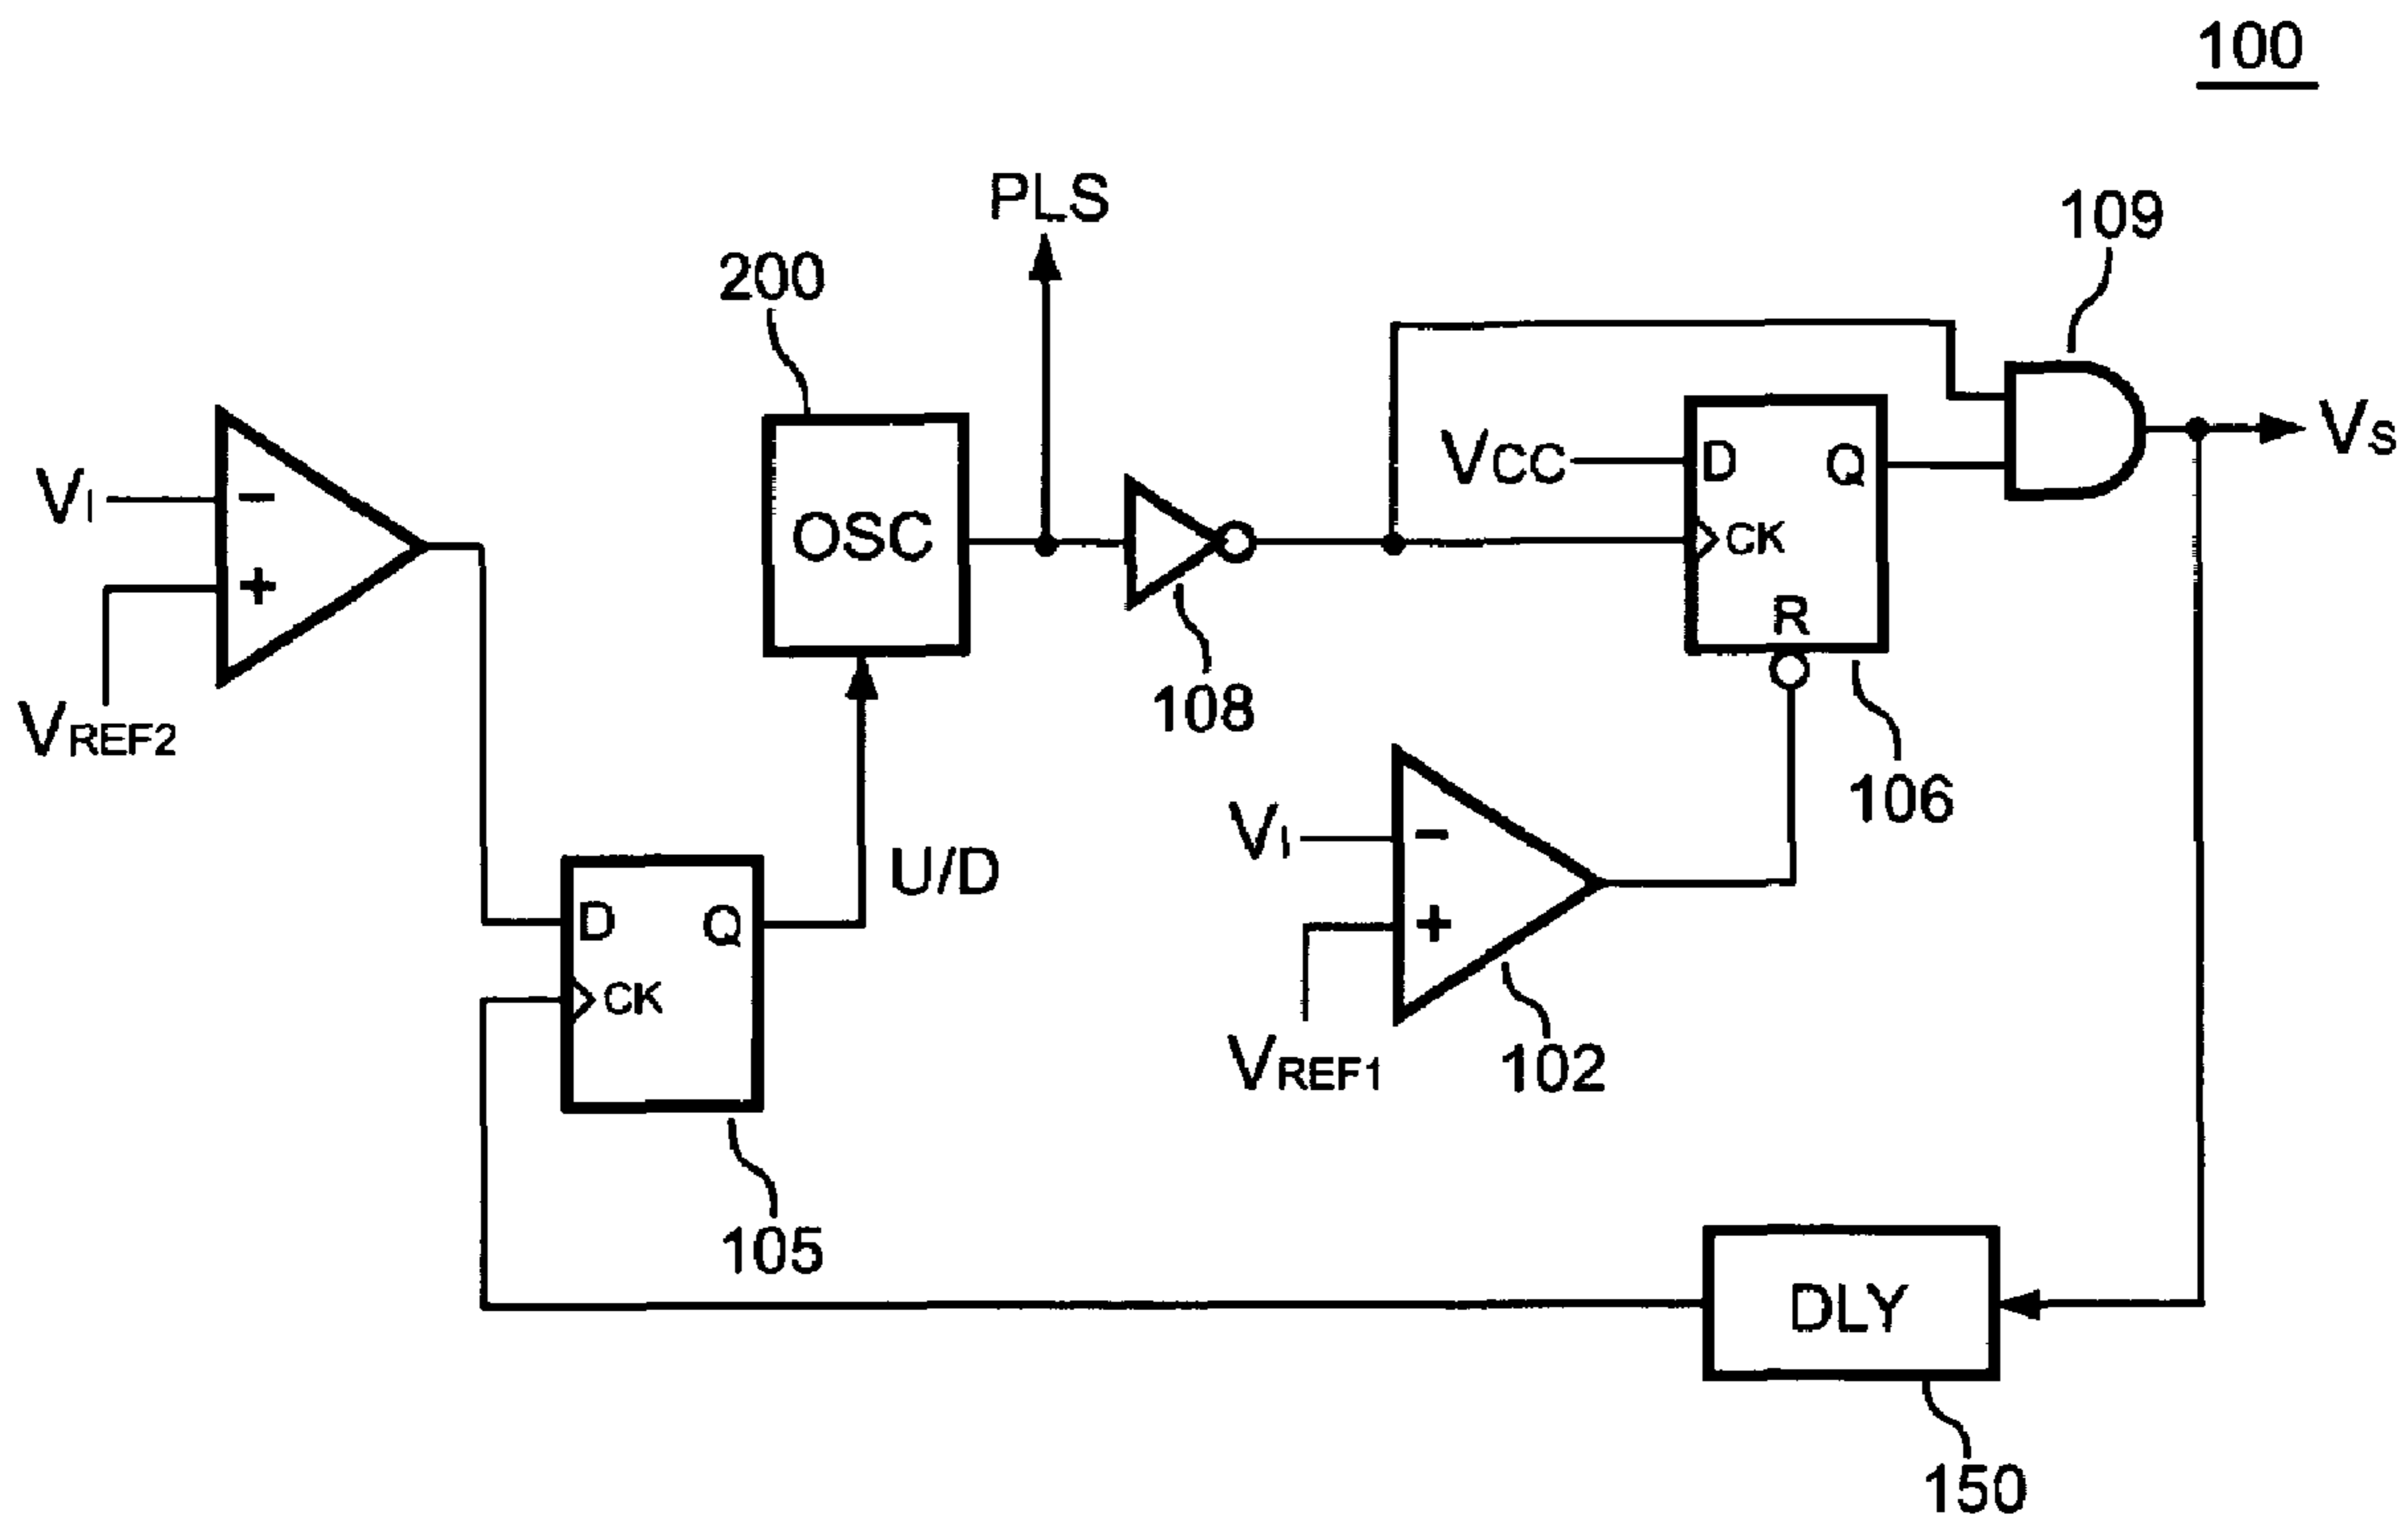 100
PLS
109
200
VI
VREF2
OSC
108
VCC
D
Q
CK
R
106
VS
VI
VREF1
102
U/D
D
Q
CK
105
DLY
150